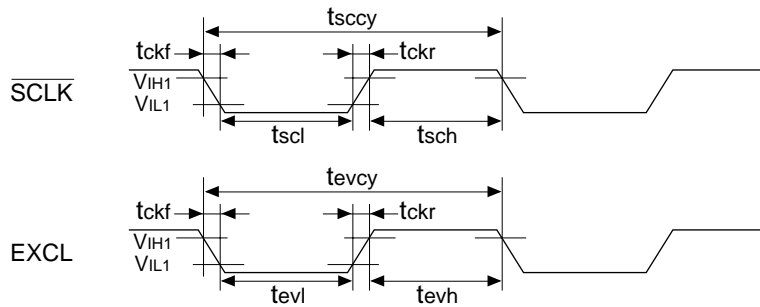 tsccy
tckf
tckr
SCLK
VIH1
VIL1
tscl
tsch
tevcy
tckf
tckr
EXCL
VIH1
VIL1
tevl
tevh